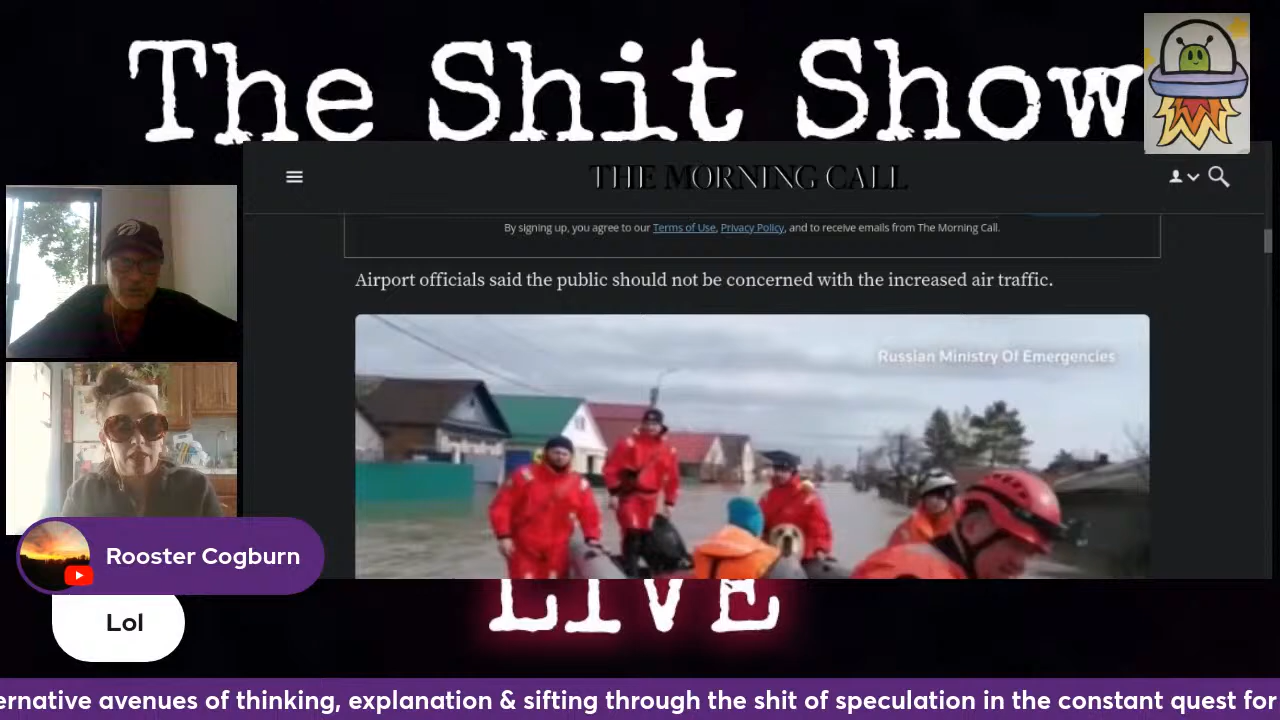 The Shit Show
THE MORNING CALL
By signing up, you agree to our Terms of Use, Privacy Policy, and to receive emails from The Morning Call.
Airport officials said the public should not be concerned with the increased air traffic.
Russian Ministry Of Emergencies
Rooster Cogburn
Lol
LIVE
ernative avenues of thinking, explanation & sifting through the shit of speculation in the constant quest for